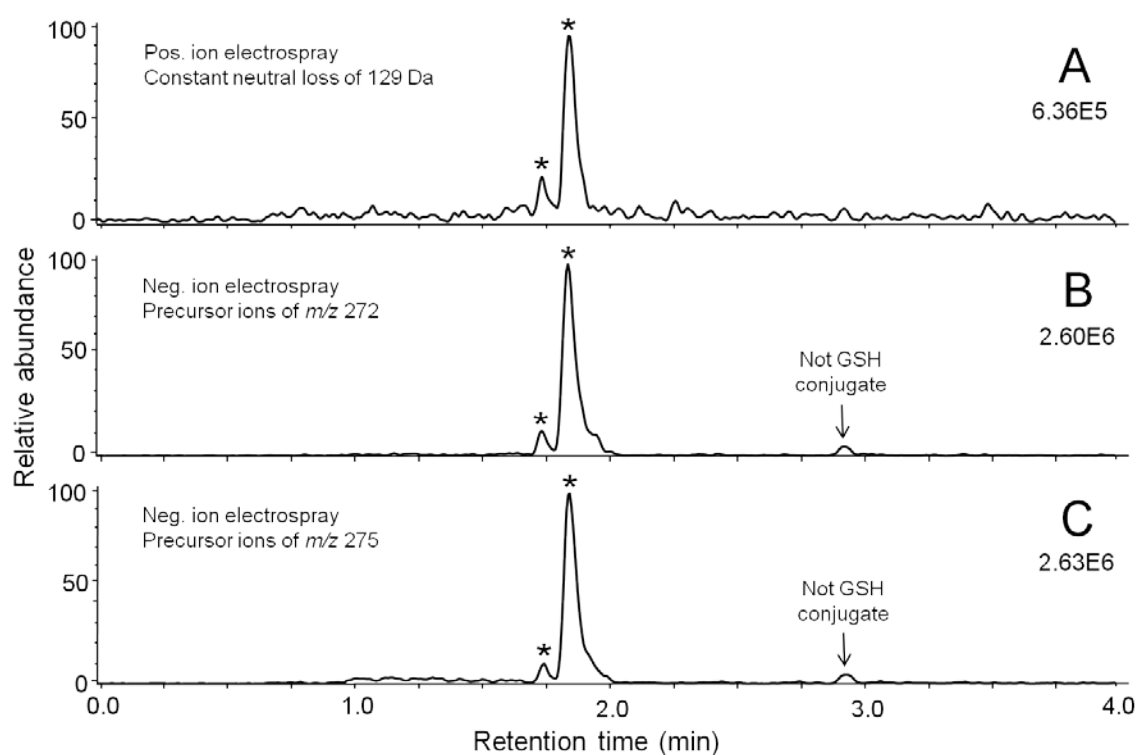 100
50
0
Pos. ion electrospray
Constant neutral loss of 129 Da
*
*
A
6.36E5
Relative abundance
100
50
0
Neg. ion electrospray
Precursor ions of m/z 272
*
*
Not GSH
conjugate
B
2.60E6
100
50
0
Neg. ion electrospray
Precursor ions of m/z 275
*
*
Not GSH
conjugate
C
2.63E6
0.0 1.0 2.0 3.0 4.0
Retention time (min)